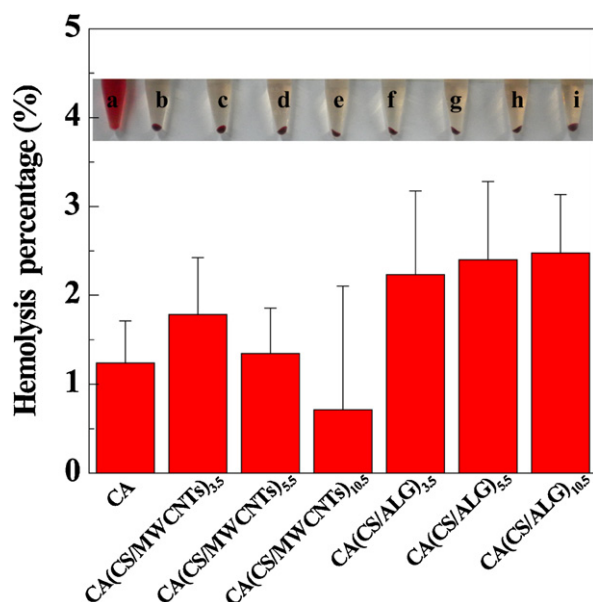 5
4
3
2
1
0
Hemolysis percentage (%)
a b c d e f g h i
CA
CA(CS/MWCNTs)3.5
CA(CS/MWCNTs)5.5
CA(CS/MWCNTs)10.5
CA(CS/ALG)3.5
CA(CS/ALG)5.5
CA(CS/ALG)10.5